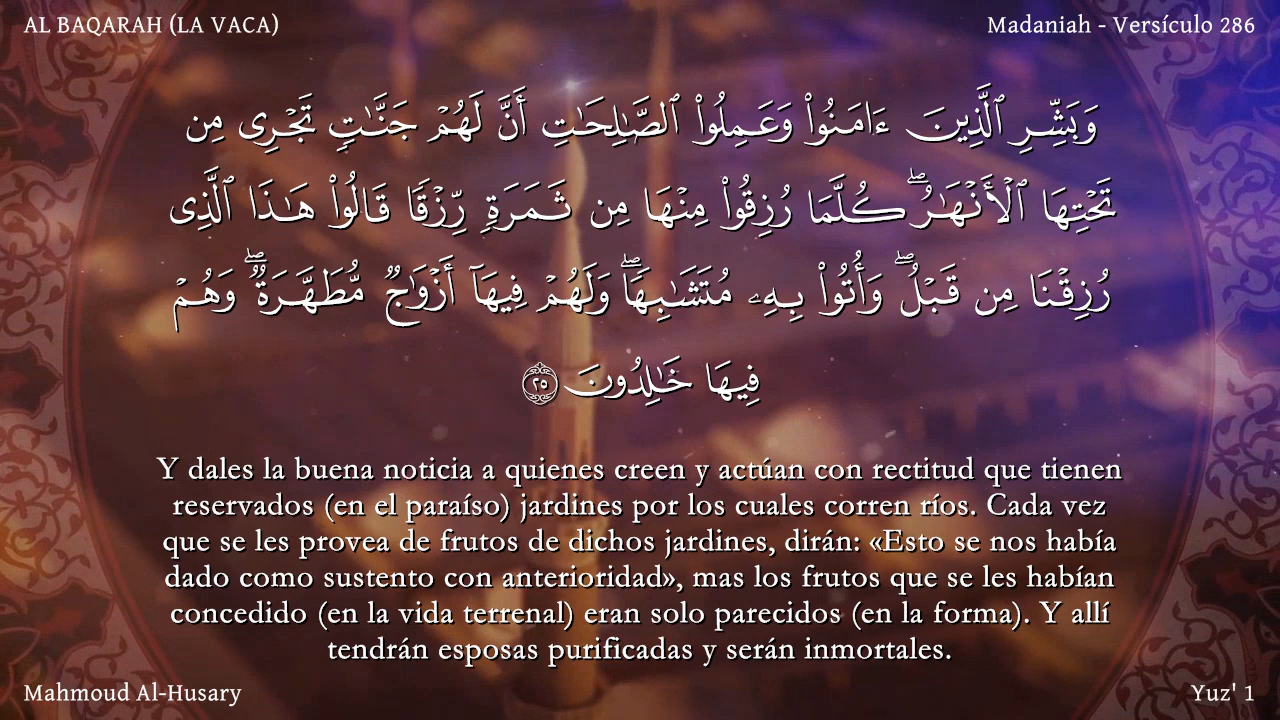 AL BAQARAH (LA VACA)
Madaniah - Versículo 286
وَبَشِّرِ ٱلَّذِينَ ءَامَنُوا۟ وَعَمِلُوا۟ ٱلصَّـٰلِحَـٰتِ أَنَّ لَهُمْ جَنَّـٰتٍ تَجْرِى مِن
تَحْتِهَا ٱلْأَنْهَـٰرُ ۖ كُلَّمَا رُزِقُوا۟ مِنْهَا مِن ثَمَرَةٍ رِّزْقًا قَالُوا۟ هَـٰذَا ٱلَّذِى
رُزِقْنَا مِن قَبْلُ ۖ وَأُتُوا۟ بِهِۦ مُتَشَـٰبِهًا ۖ وَلَهُمْ فِيهَآ أَزْوَٰجٌ مُّطَهَّرَةٌ ۖ وَهُمْ
فِيهَا خَـٰلِدُونَ ٢٥
Y dales la buena noticia a quienes creen y actúan con rectitud que tienen
reservados (en el paraíso) jardines por los cuales corren ríos. Cada vez
que se les provea de frutos de dichos jardines, dirán: «Esto se nos había
dado como sustento con anterioridad», mas los frutos que se les habían
concedido (en la vida terrenal) eran solo parecidos (en la forma). Y allí
tendrán esposas purificadas y serán inmortales.
Mahmoud Al-Husary
Yuz' 1